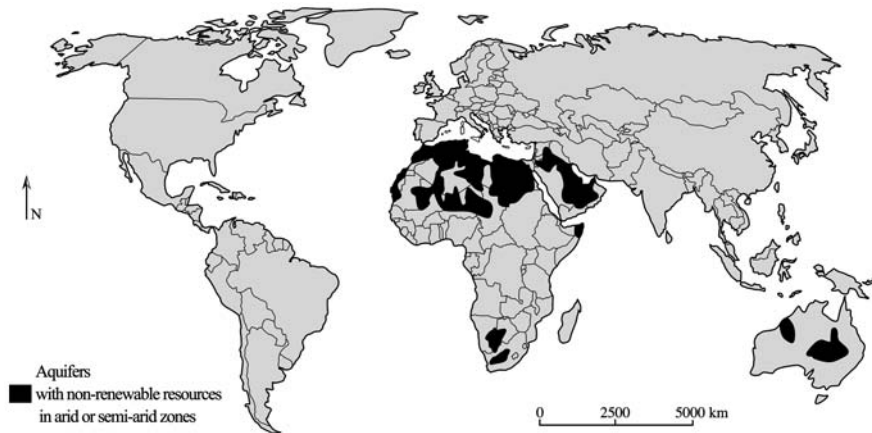 N
Aquifers
with non-renewable resources
in arid or semi-arid zones
0 2500 5000 km